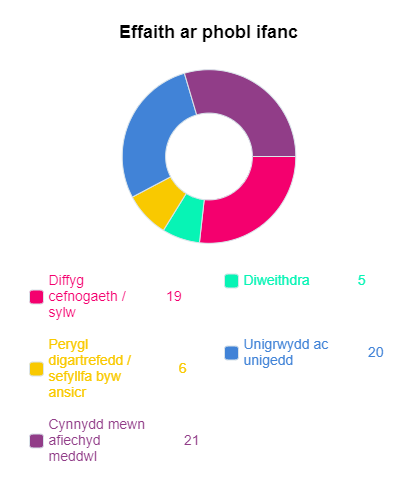 Effaith ar phobl ifanc
Diffyg
cefnogaeth /
sylw
19
Diweithdra
5
Perygl
digartrefedd /
sefyllfa byw
ansicr
6
Unigrwydd ac
unigedd
20
Cynnydd mewn
afiechyd
meddwl
21